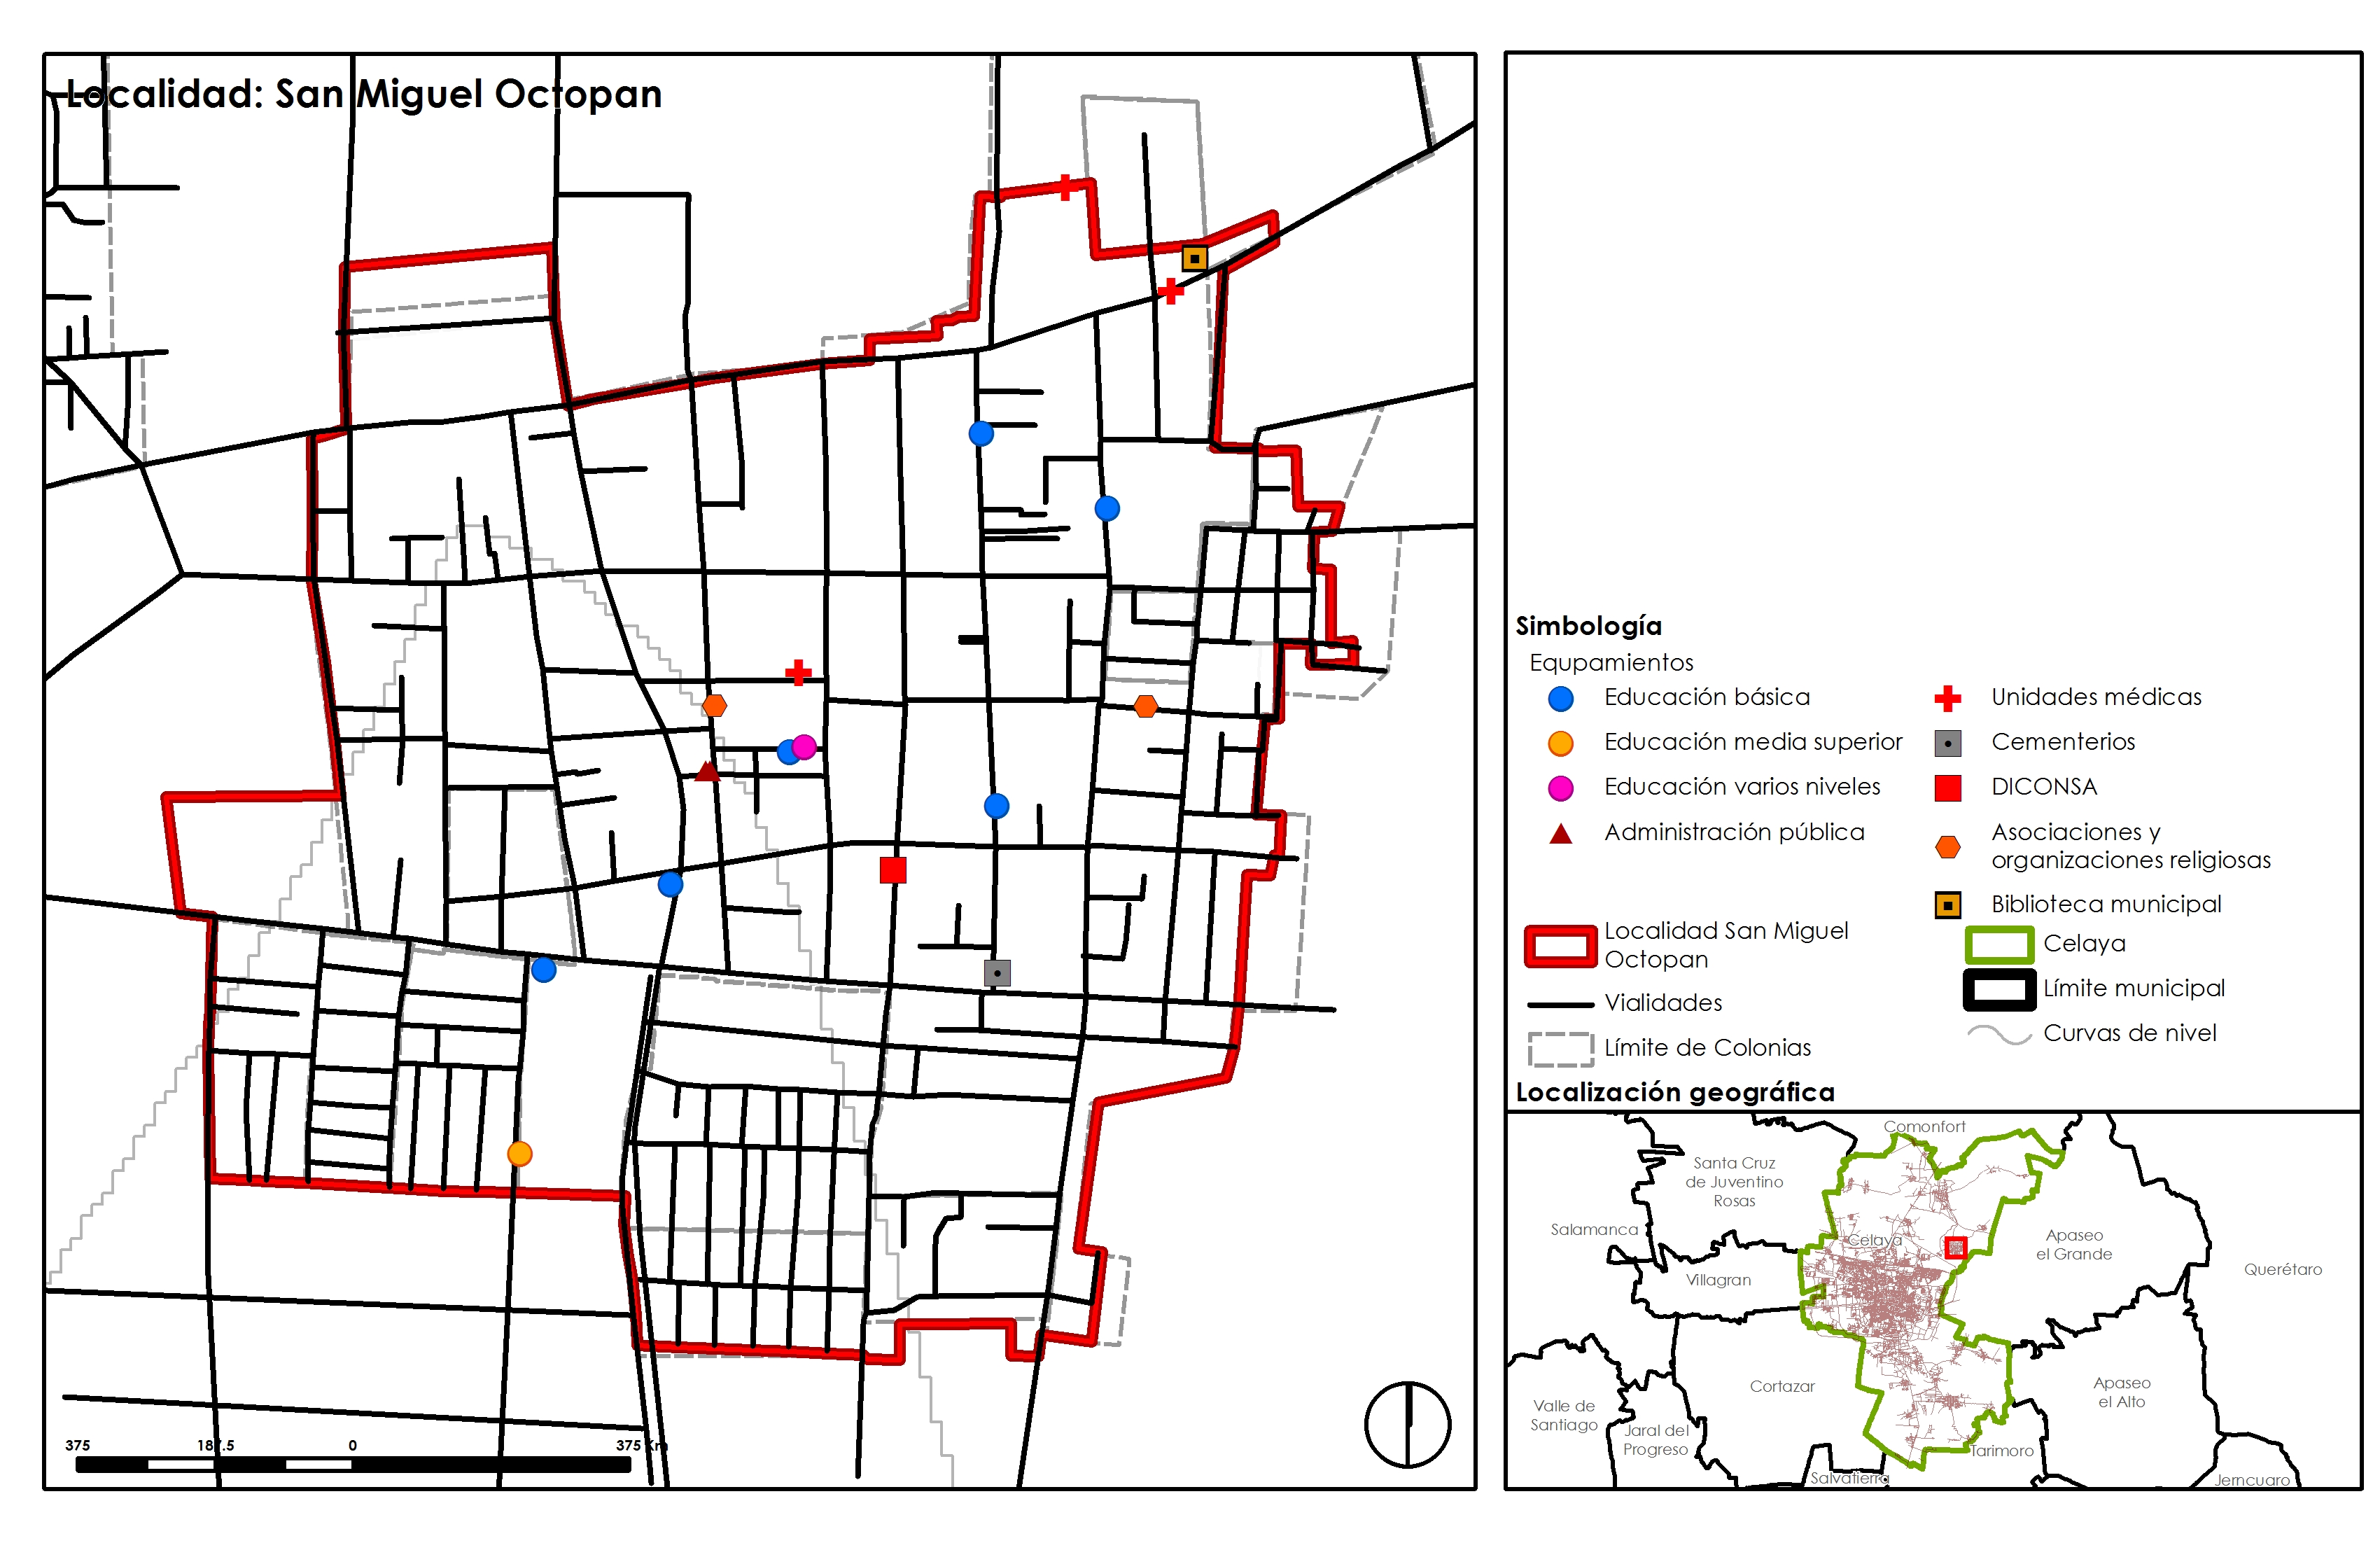 Localidad: San Miguel Octopan
375 187.5 0 375 Km
Simbología
Equpamientos
Educación básica
Educación media superior
Educación varios niveles
Administración pública
Unidades médicas
Cementerios
DICONSA
Asociaciones y
organizaciones religiosas
Biblioteca municipal
Localidad San Miguel
Octopan
Vialidades
Límite de Colonias
Celaya
Límite municipal
Curvas de nivel
Localización geográfica
Comonfort
Santa Cruz
de Juventino
Rosas
Salamanca
Celaya
Apaseo
el Grande
Villagran
Querétaro
Cortazar
Apaseo
el Alto
Valle de
Santiago
Jaral del
Progreso
Tarimoro
Salvatierra
Jerncuaro